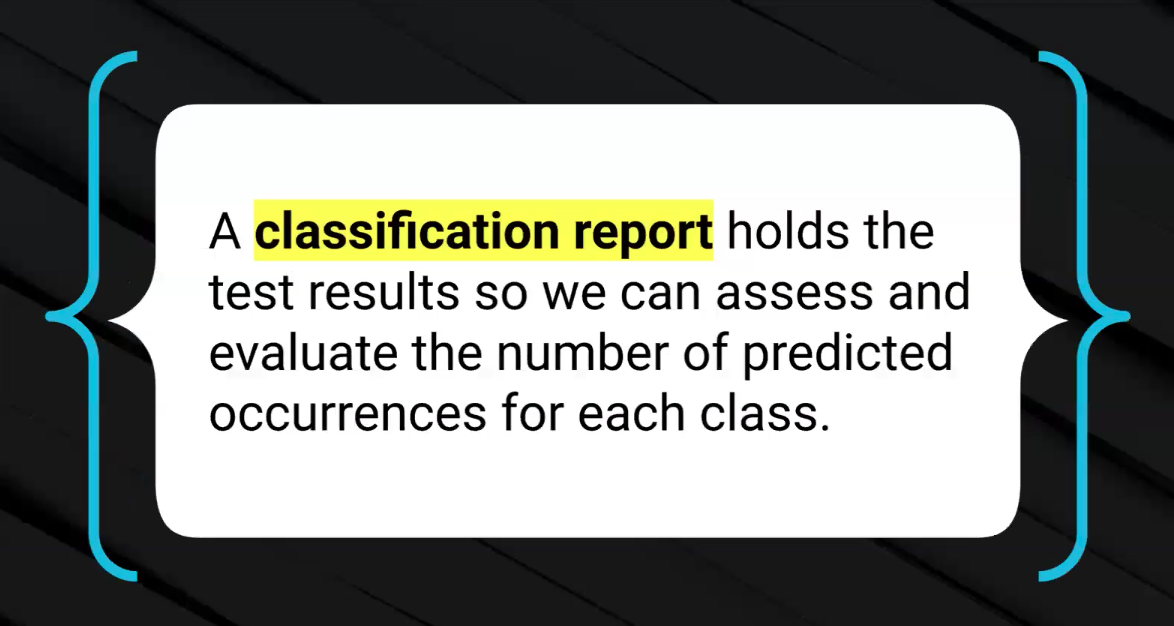 A classification report holds the
test results so we can assess and
evaluate the number of predicted
occurrences for each class.